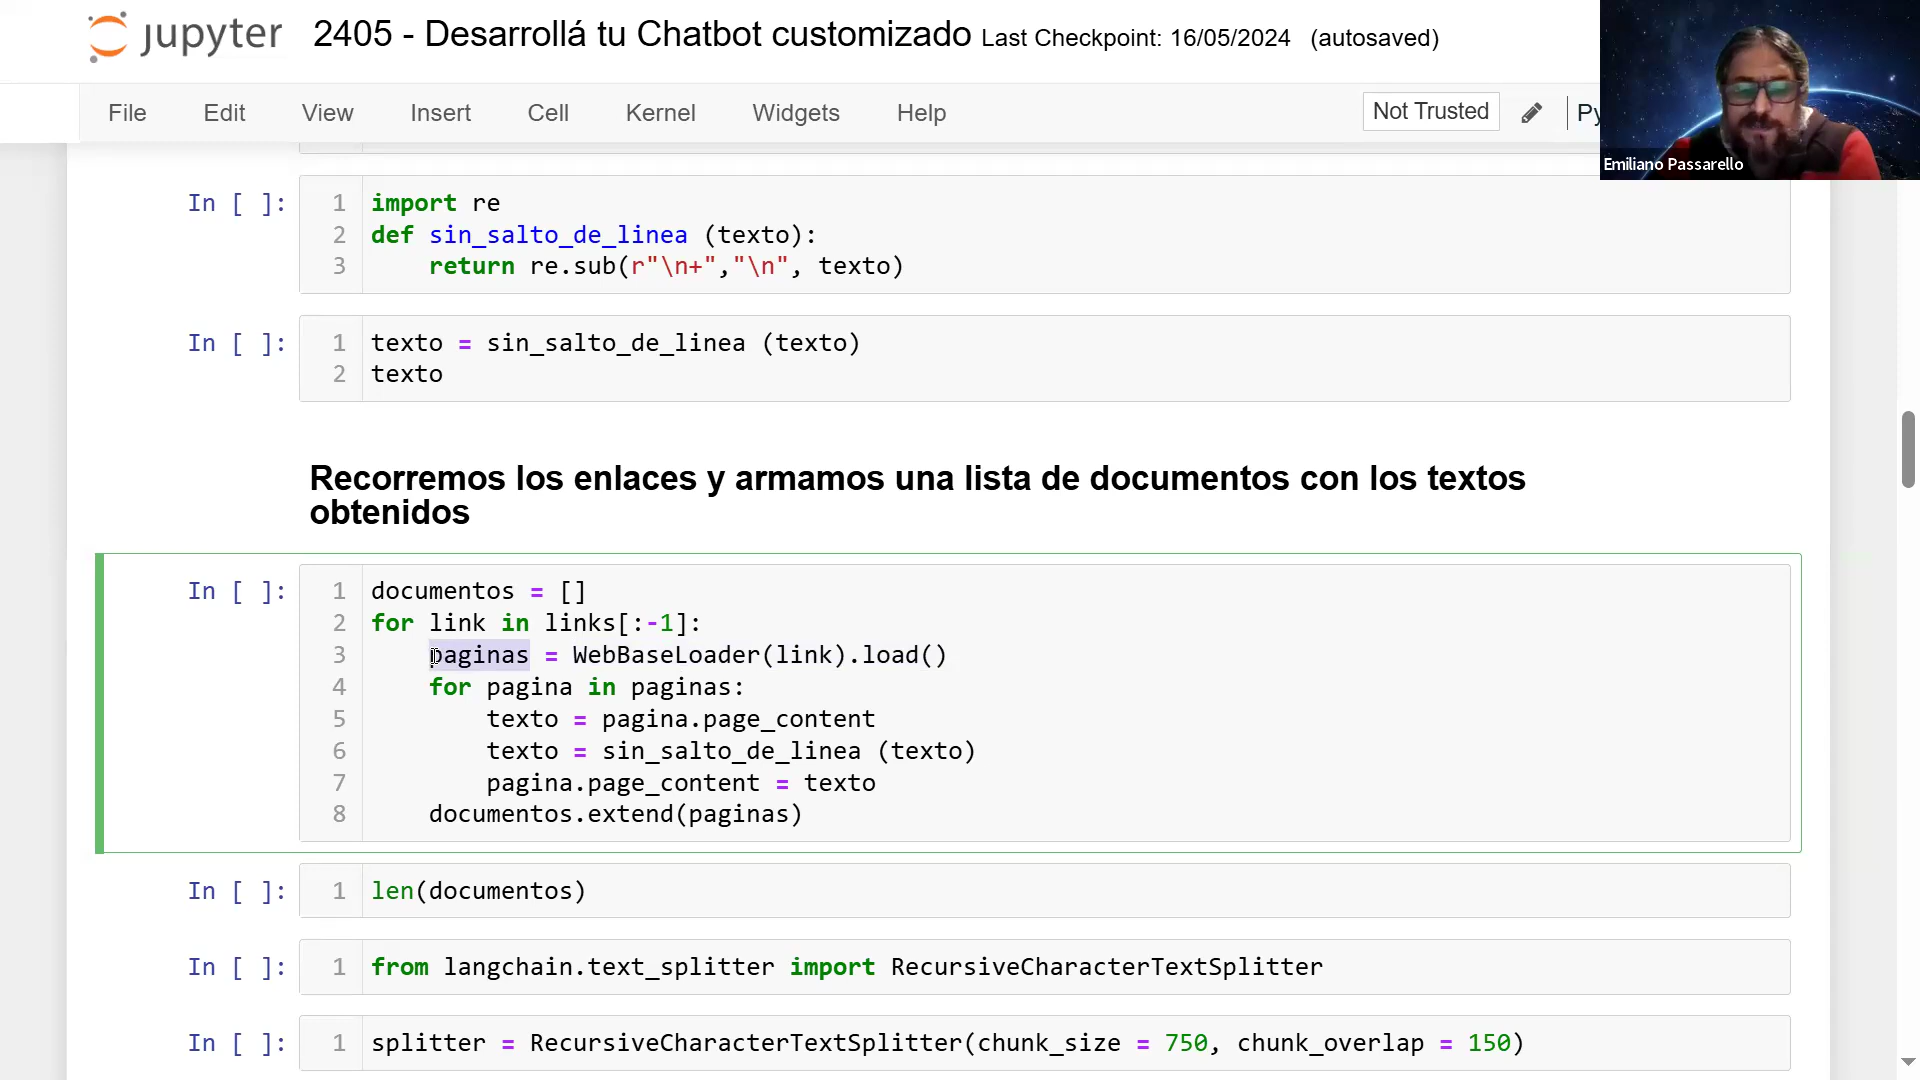 jupyter 2405 - Desarrollá tu Chatbot customizado Last Checkpoint: 16/05/2024 (autosaved)
File Edit View Insert Cell Kernel Widgets Help Not Trusted Py
Emiliano Passarello
In [ ]: 1 import re
2 def sin_salto_de_linea (texto):
3 return re.sub(r"\n+","\n", texto)
In [ ]: 1 texto = sin_salto_de_linea (texto)
2 texto
Recorremos los enlaces y armamos una lista de documentos con los textos
obtenidos
In [ ]: 1 documentos = []
2 for link in links[:-1]:
3 paginas = WebBaseLoader(link).load()
4 for pagina in paginas:
5 texto = pagina.page_content
6 texto = sin_salto_de_linea (texto)
7 pagina.page_content = texto
8 documentos.extend(paginas)
In [ ]: 1 len(documentos)
In [ ]: 1 from langchain.text_splitter import RecursiveCharacterTextSplitter
In [ ]: 1 splitter = RecursiveCharacterTextSplitter(chunk_size = 750, chunk_overlap = 150)